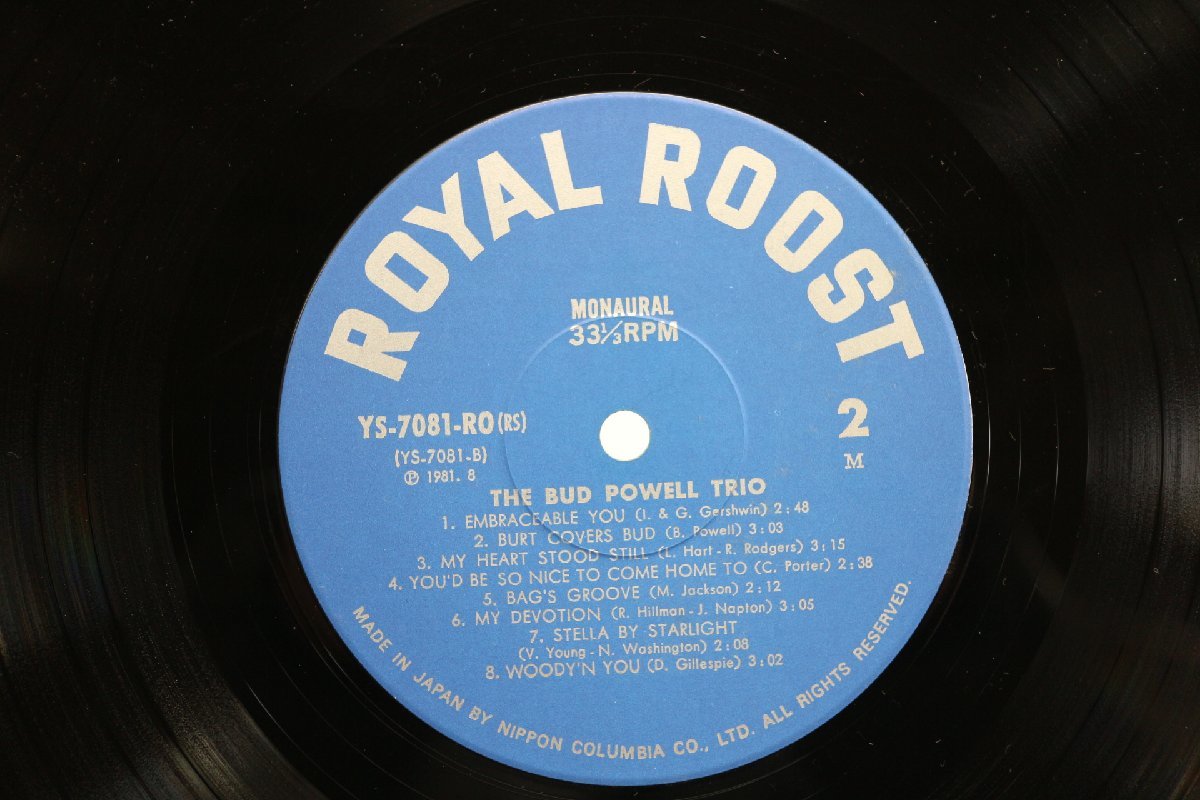 ROYAL ROOST
MONAURAL
33 1/3 RPM
YS-7081-RO (RS)
(YS-7081-B)
Ⓟ 1981. 8
2
M
THE BUD POWELL TRIO
1. EMBRACEABLE YOU (I. & G. Gershwin) 2:48
2. BURT COVERS BUD (B. Powell) 3:03
3. MY HEART STOOD STILL (L. Hart-R. Rodgers) 3:15
4. YOU'D BE SO NICE TO COME HOME TO (C. Porter) 2:38
5. BAG'S GROOVE (M. Jackson) 2:12
6. MY DEVOTION (R. Hillman-J. Napton) 3:05
7. STELLA BY STARLIGHT
(V. Young-N. Washington) 2:08
8. WOODY'N YOU (D. Gillespie) 3:02
MADE IN JAPAN BY NIPPON COLUMBIA CO., LTD. ALL RIGHTS RESERVED.